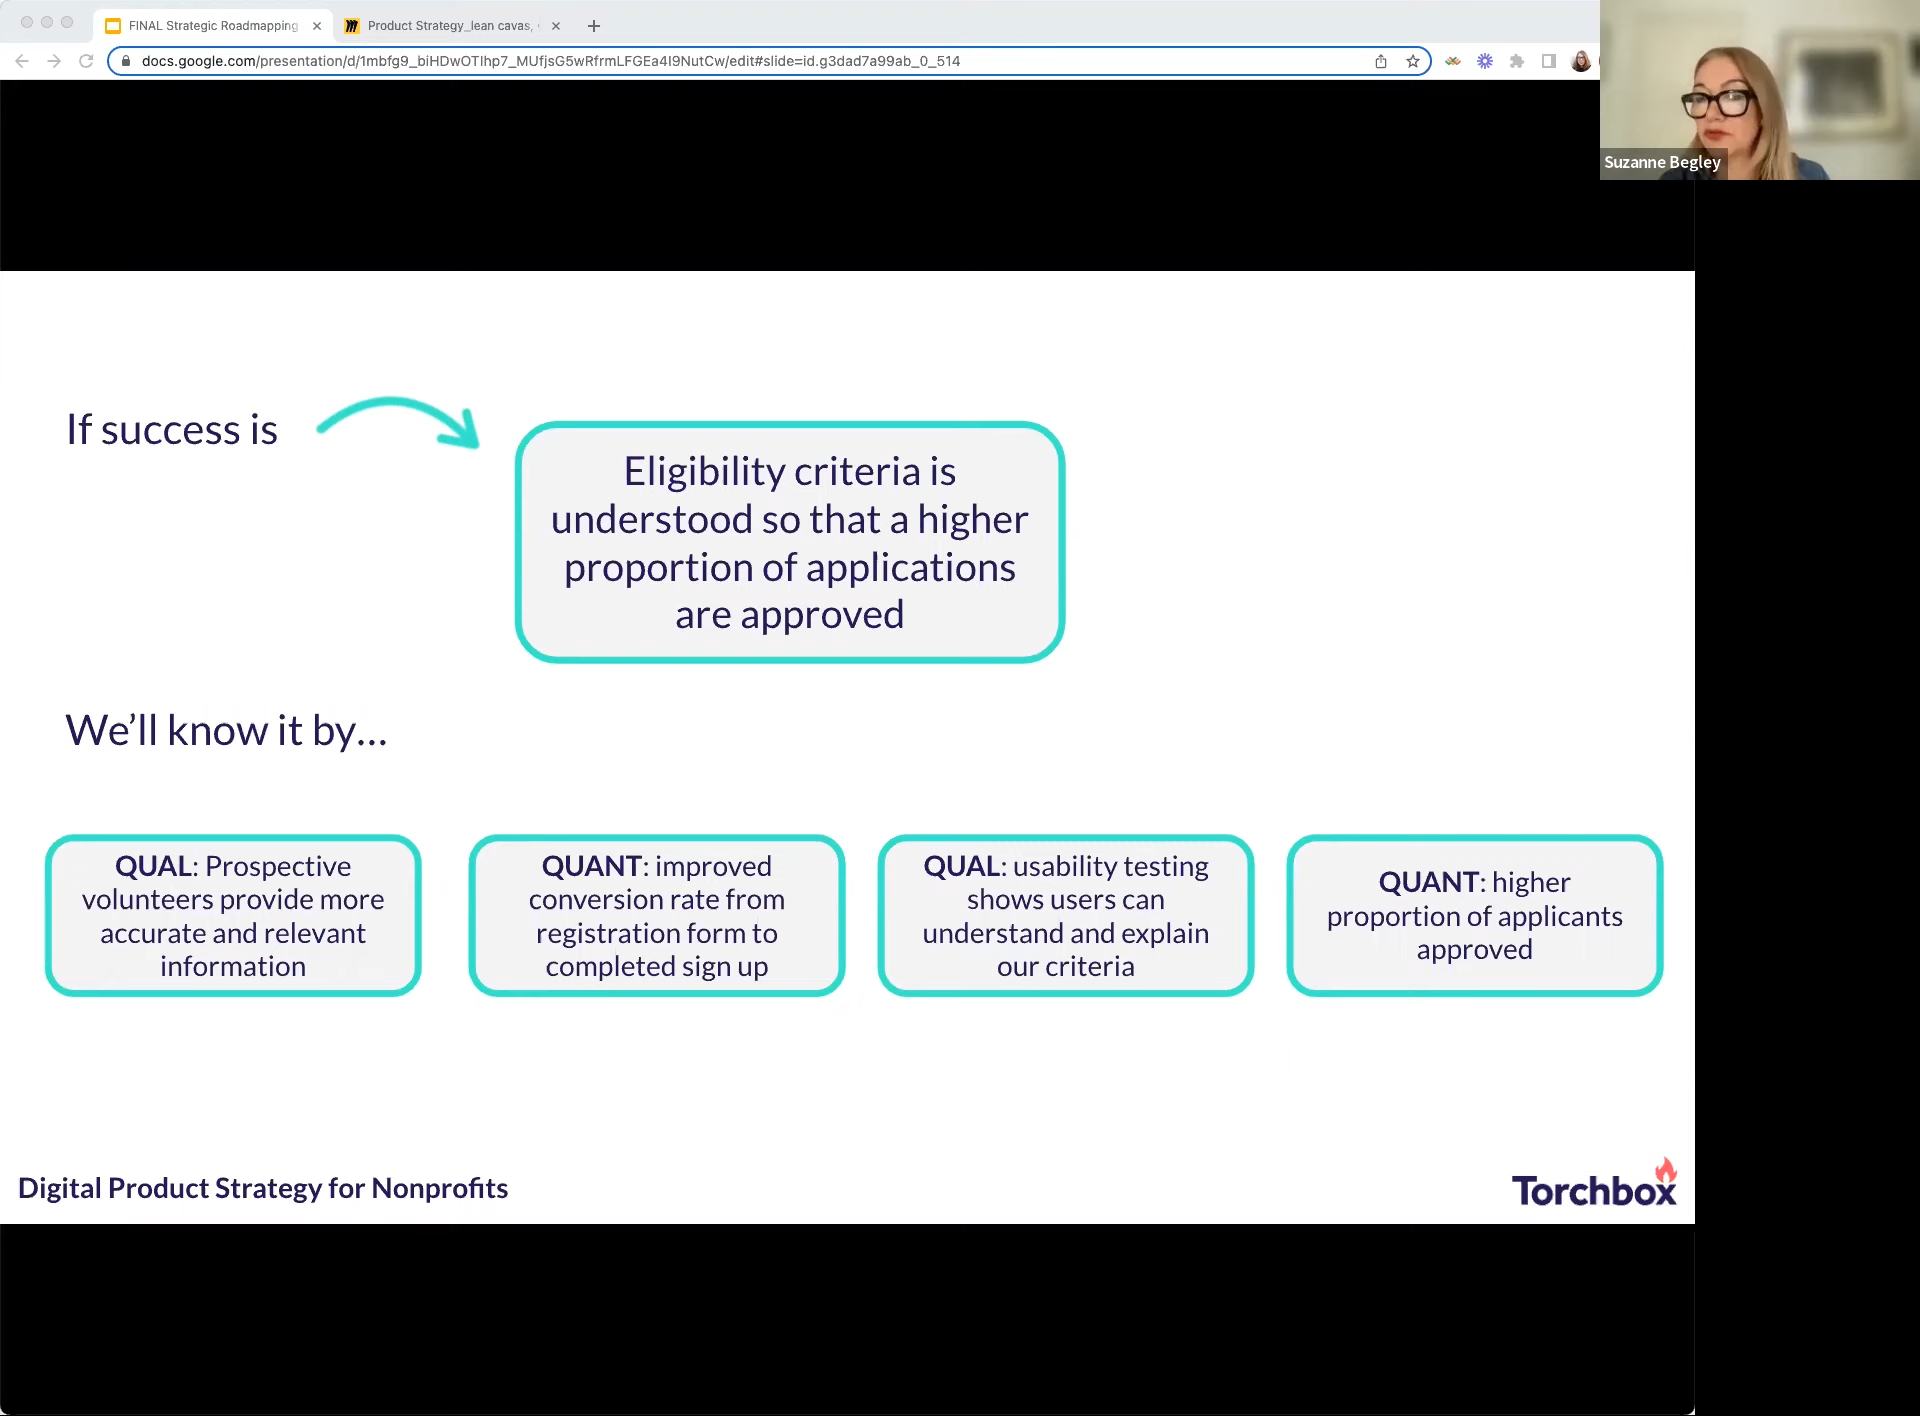 FINAL Strategic Roadmapping
Product Strategy_lean cavas,
docs.google.com/presentation/d/1mbfg9_biHDwOTIhp7_MUfjsG5wRfrmLFGEa4I9NutCw/edit#slide=id.g3dad7a99ab_0_514
Suzanne Begley
If success is
Eligibility criteria is
understood so that a higher
proportion of applications
are approved
We'll know it by...
QUAL: Prospective
volunteers provide more
accurate and relevant
information
QUANT: improved
conversion rate from
registration form to
completed sign up
QUAL: usability testing
shows users can
understand and explain
our criteria
QUANT: higher
proportion of applicants
approved
Digital Product Strategy for Nonprofits
Torchbox